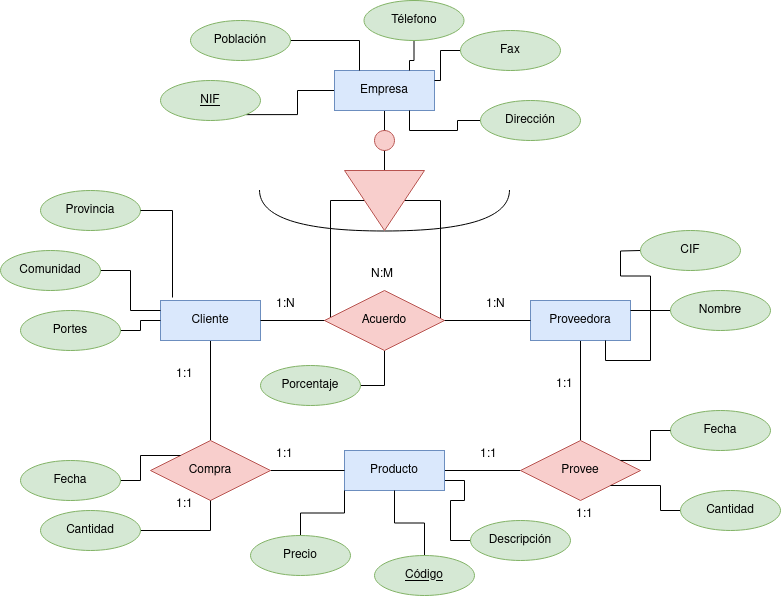 Télefono
Población
Fax
Empresa
NIF
Dirección
Provincia
CIF
Comunidad
N:M
1:N
1:N
Nombre
Portes
Cliente
Acuerdo
Proveedora
1:1
Porcentaje
1:1
Fecha
1:1
1:1
Compra
Producto
Provee
Fecha
1:1
1:1
Cantidad
Cantidad
Descripción
Precio
Código